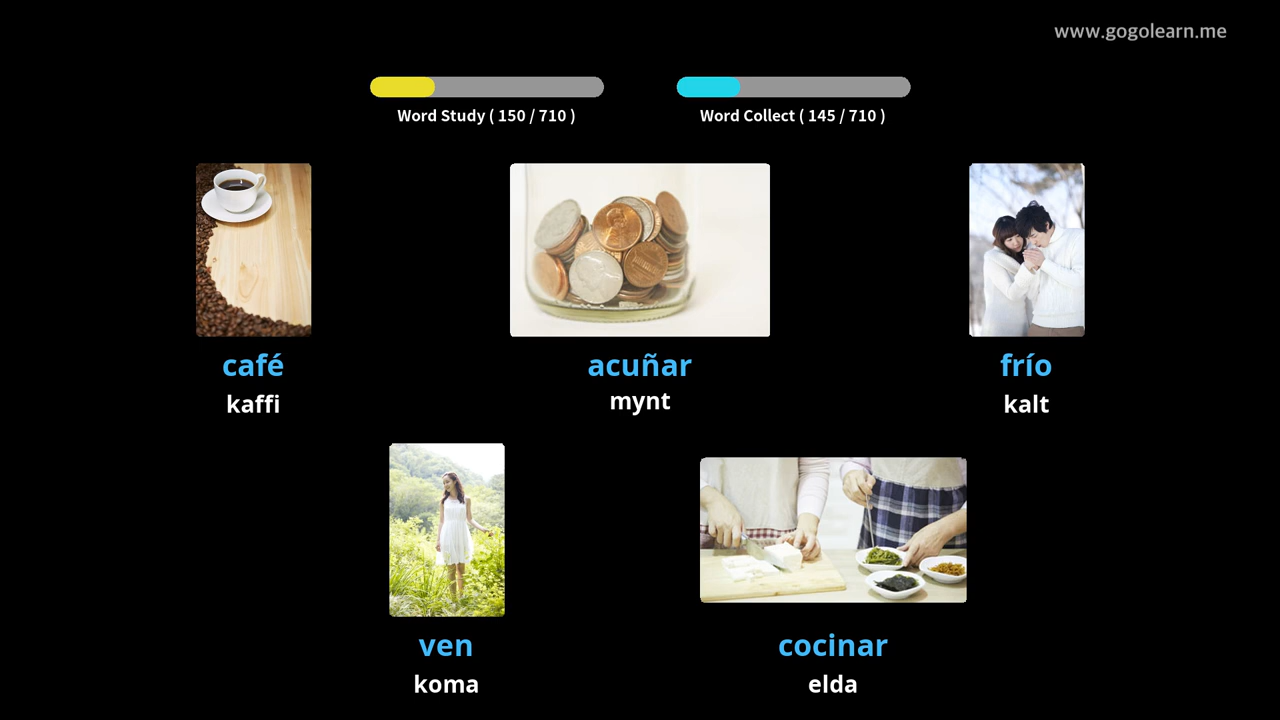 www.gogolearn.me
Word Study ( 150 / 710 )
Word Collect ( 145 / 710 )
café
kaffi
acuñar
mynt
frío
kalt
ven
koma
cocinar
elda